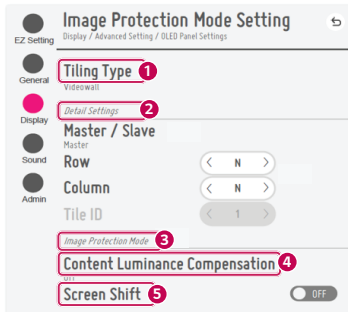 Image Protection Mode Setting
Display / Advanced Setting / OLED Panel Settings
EZ Setting
General
Display
Sound
Admin
Tiling Type 1
Videowall
Detail Settings 2
Master / Slave
Master
Row < N >
Column < N >
Tile ID < 1 >
Image Protection Mode 3
Content Luminance Compensation 4
Off
Screen Shift 5 OFF